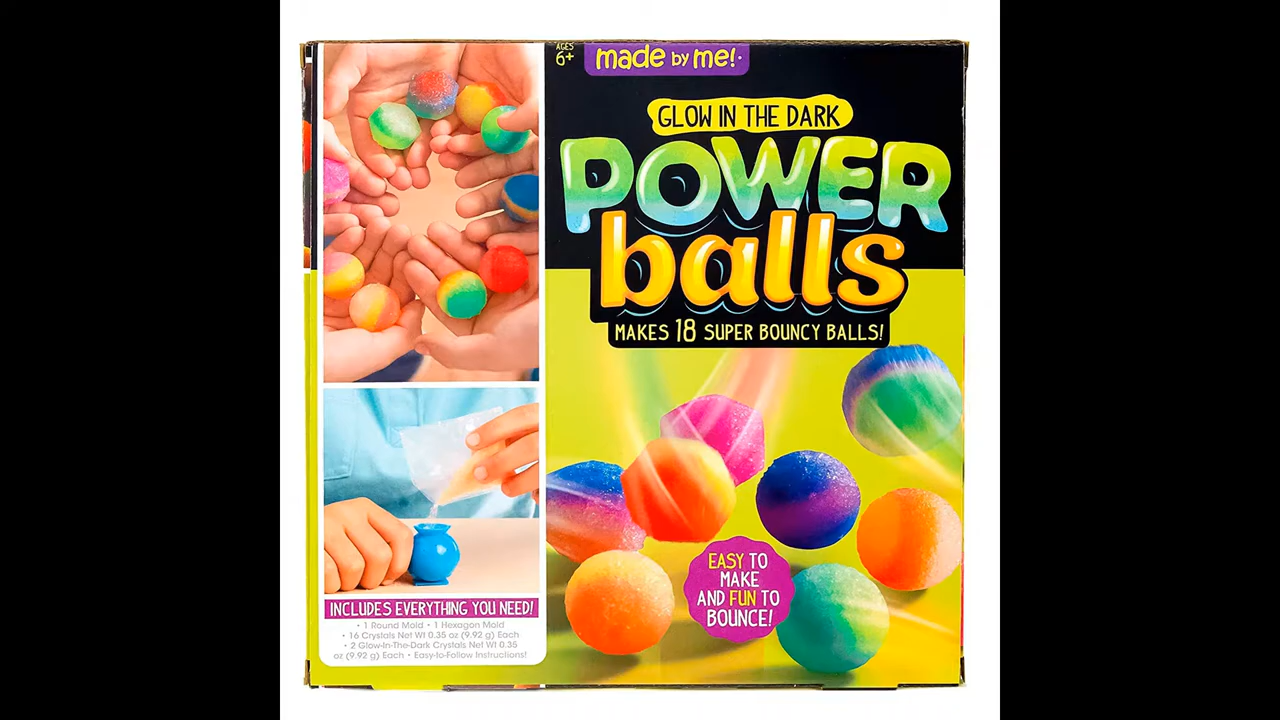 AGES
6+
made by me!
GLOW IN THE DARK
POWER
balls
MAKES 18 SUPER BOUNCY BALLS!
EASY TO
MAKE
AND FUN TO
BOUNCE!
INCLUDES EVERYTHING YOU NEED!
• 1 Round Mold • 1 Hexagon Mold
• 16 Crystals Net Wt 0.35 oz (9.92 g) Each
• 2 Glow-In-The-Dark Crystals Net Wt 0.35
oz (9.92 g) Each • Easy-to-Follow Instructions!